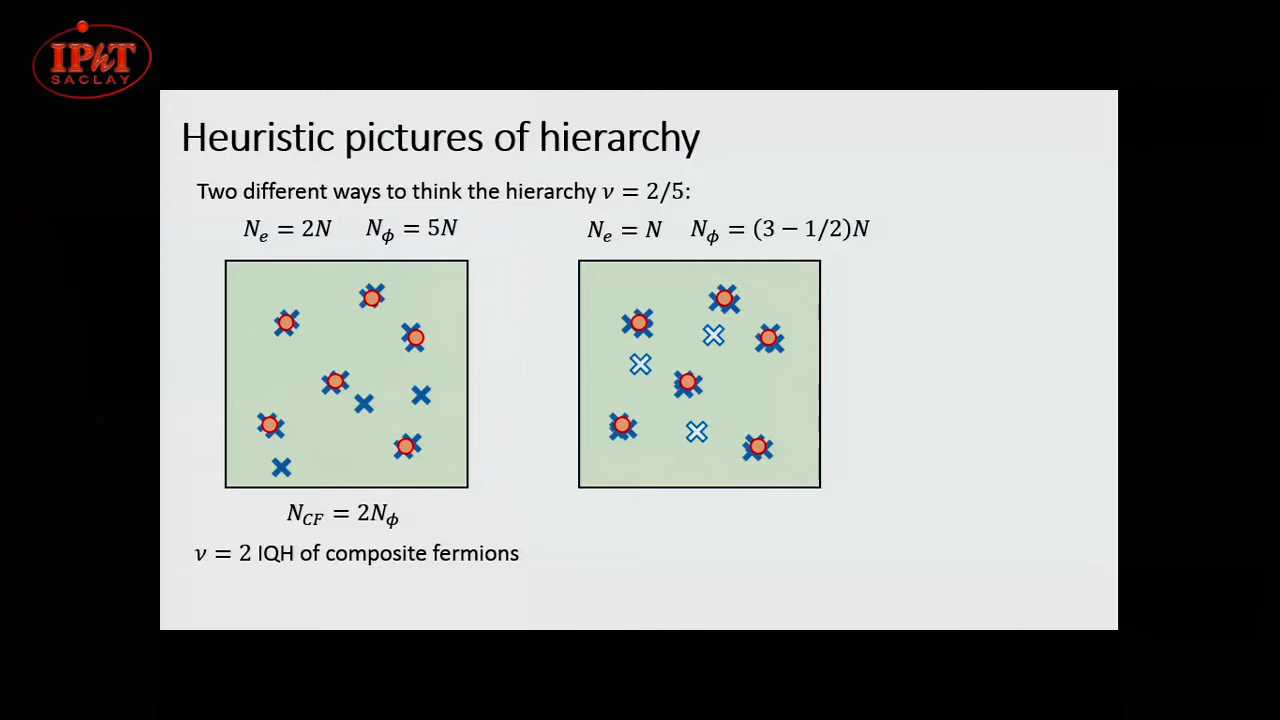 IPhT
SACLAY
Heuristic pictures of hierarchy
Two different ways to think the hierarchy ν = 2/5:
N_e = 2N N_ϕ = 5N
N_e = N N_ϕ = (3 − 1/2)N
N_CF = 2N_ϕ
ν = 2 IQH of composite fermions